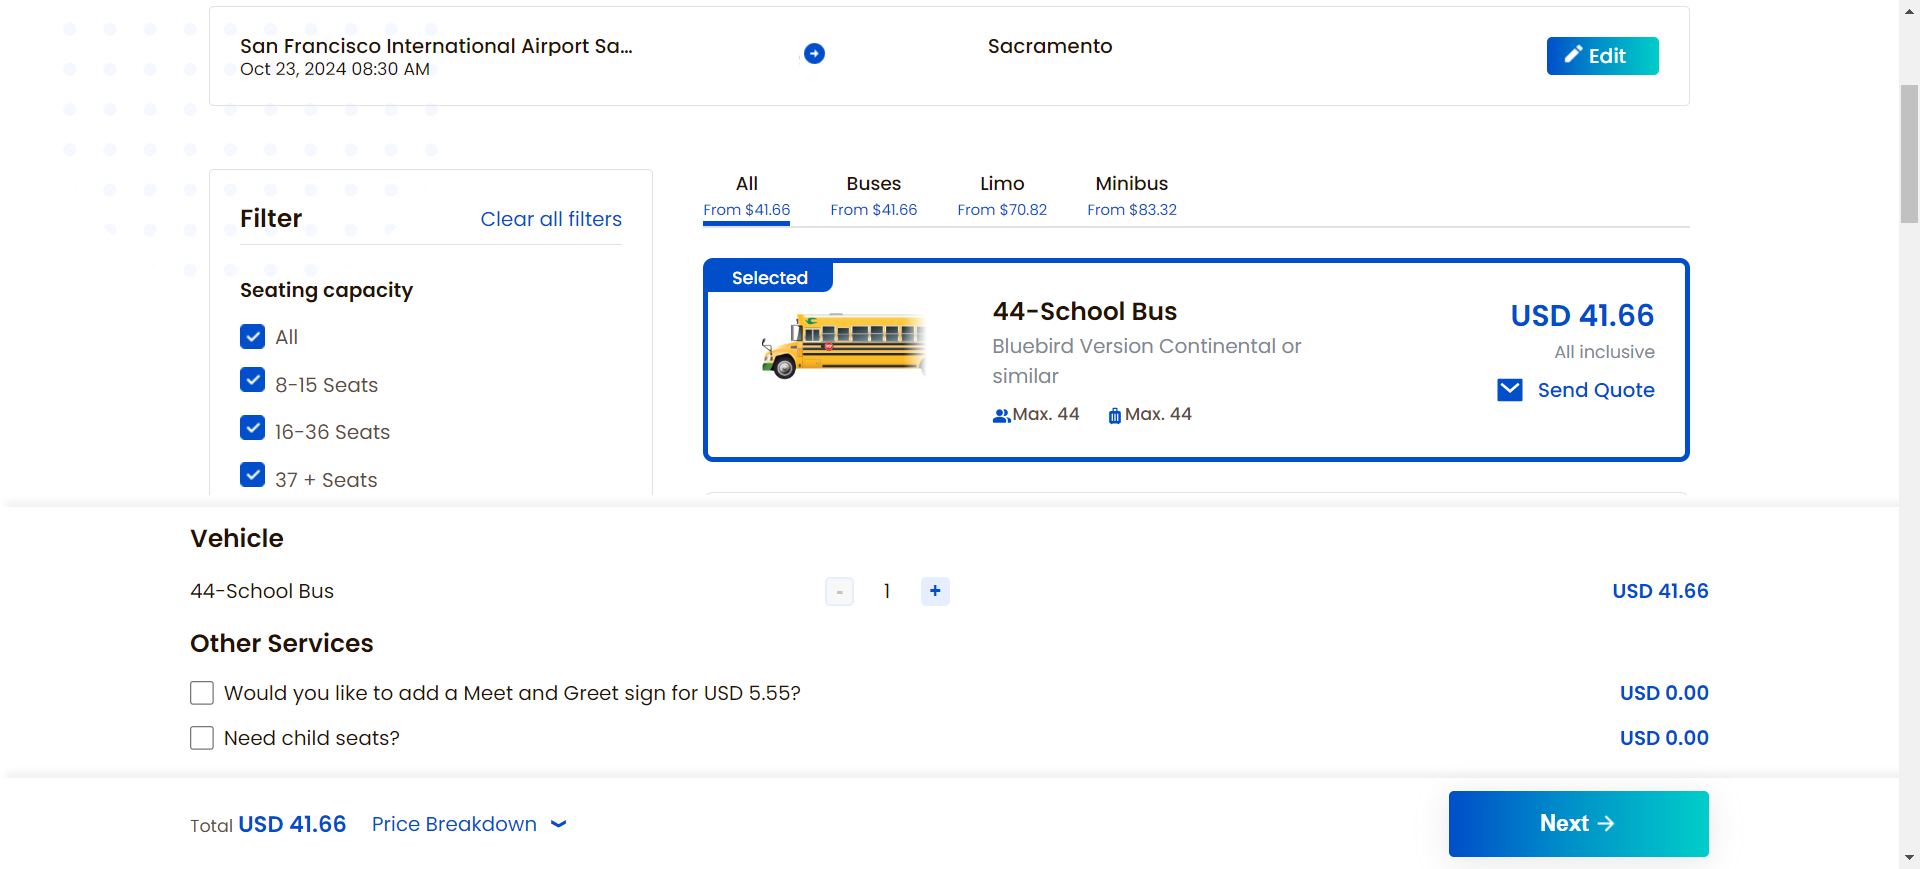 San Francisco International Airport Sa...
Oct 23, 2024 08:30 AM
Sacramento
Edit
Filter
Clear all filters
Seating capacity
All
8-15 Seats
16-36 Seats
37 + Seats
All
From $41.66
Buses
From $41.66
Limo
From $70.82
Minibus
From $83.32
Selected
44-School Bus
Bluebird Version Continental or
similar
Max. 44
Max. 44
USD 41.66
All inclusive
Send Quote
Vehicle
44-School Bus
- 1 +
USD 41.66
Other Services
Would you like to add a Meet and Greet sign for USD 5.55?
USD 0.00
Need child seats?
USD 0.00
Total USD 41.66
Price Breakdown
Next